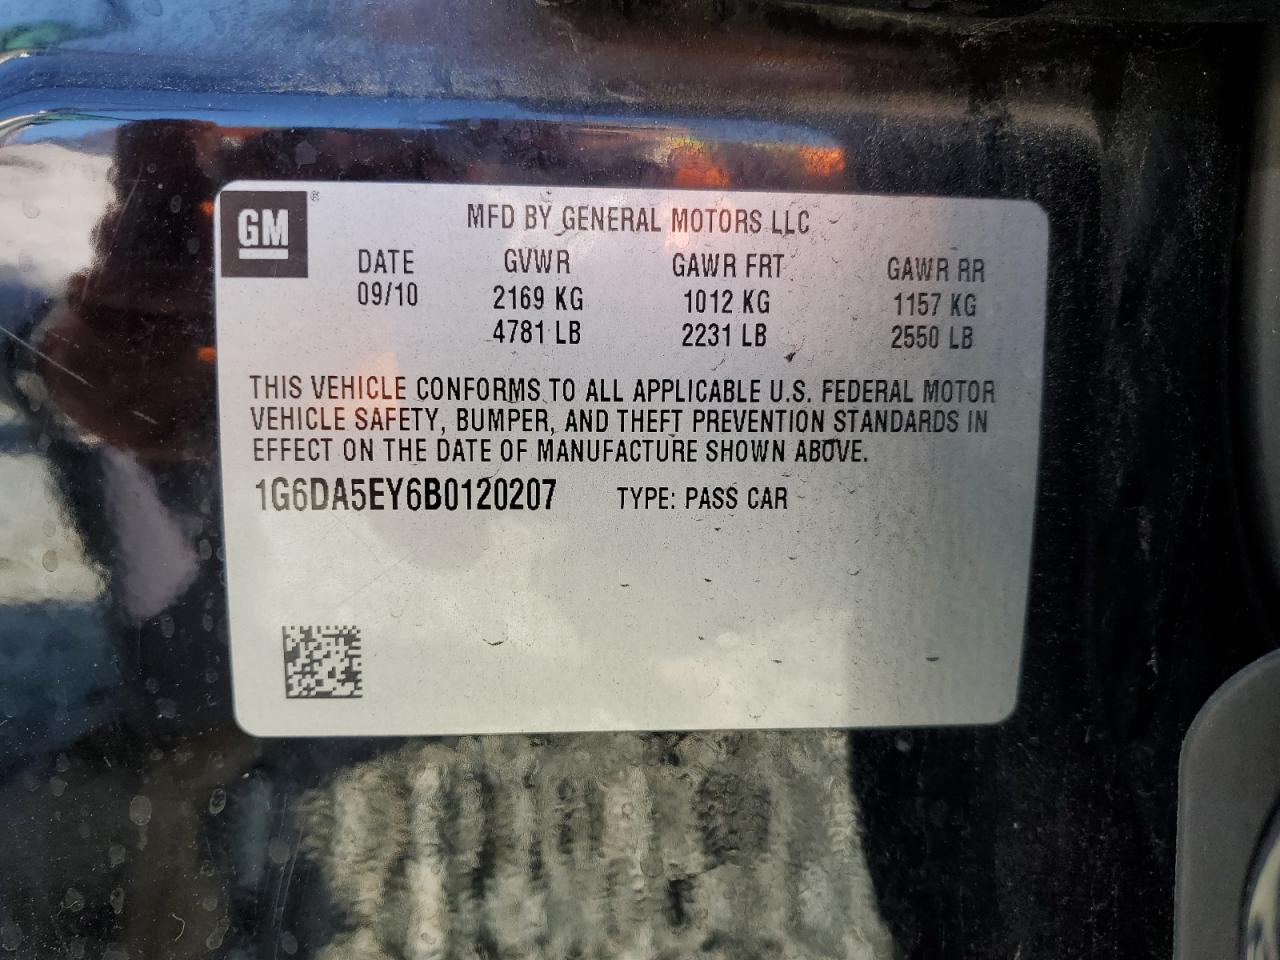 GM ®
MFD BY GENERAL MOTORS LLC
DATE GVWR GAWR FRT GAWR RR
09/10 2169 KG 1012 KG 1157 KG
4781 LB 2231 LB 2550 LB
THIS VEHICLE CONFORMS TO ALL APPLICABLE U.S. FEDERAL MOTOR
VEHICLE SAFETY, BUMPER, AND THEFT PREVENTION STANDARDS IN
EFFECT ON THE DATE OF MANUFACTURE SHOWN ABOVE.
1G6DA5EY6B0120207 TYPE: PASS CAR